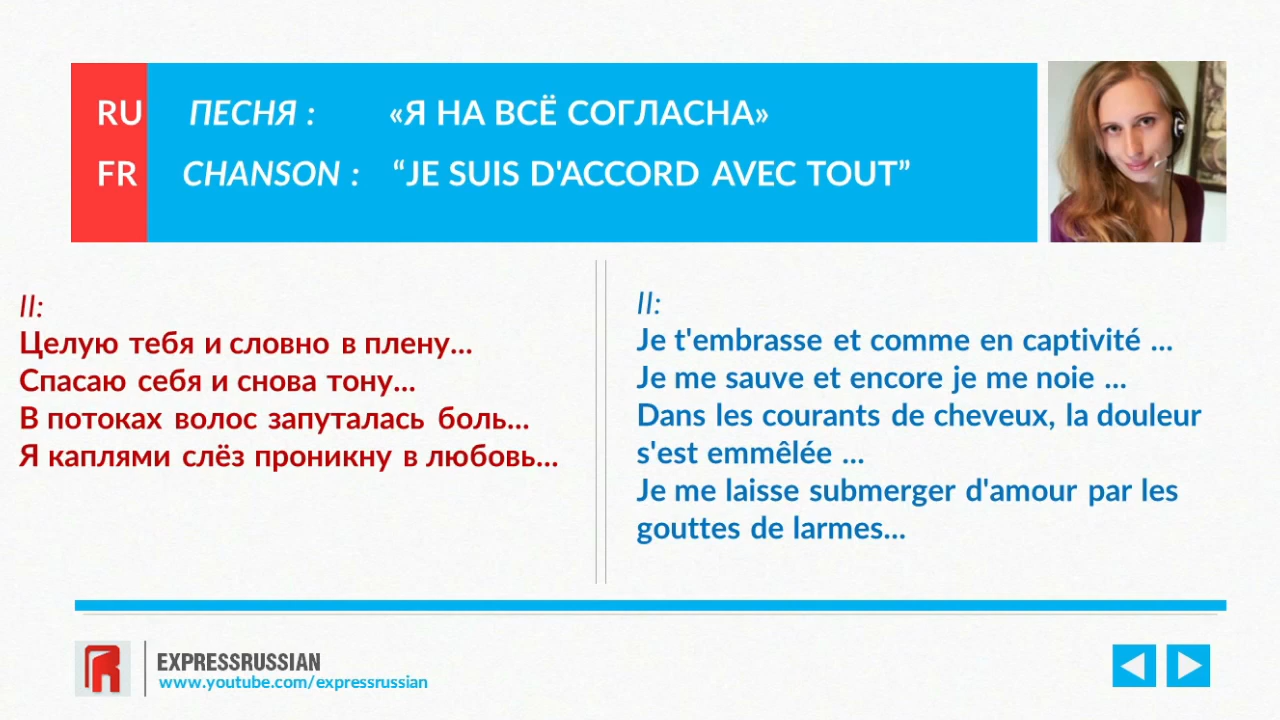 RU ПЕСНЯ : «Я НА ВСЁ СОГЛАСНА»
FR CHANSON : “JE SUIS D'ACCORD AVEC TOUT”
II:
Целую тебя и словно в плену...
Спасаю себя и снова тону...
В потоках волос запуталась боль...
Я каплями слёз проникну в любовь...
II:
Je t'embrasse et comme en captivité ...
Je me sauve et encore je me noie ...
Dans les courants de cheveux, la douleur
s'est emmêlée ...
Je me laisse submerger d'amour par les
gouttes de larmes...
EXPRESSRUSSIAN
www.youtube.com/expressrussian